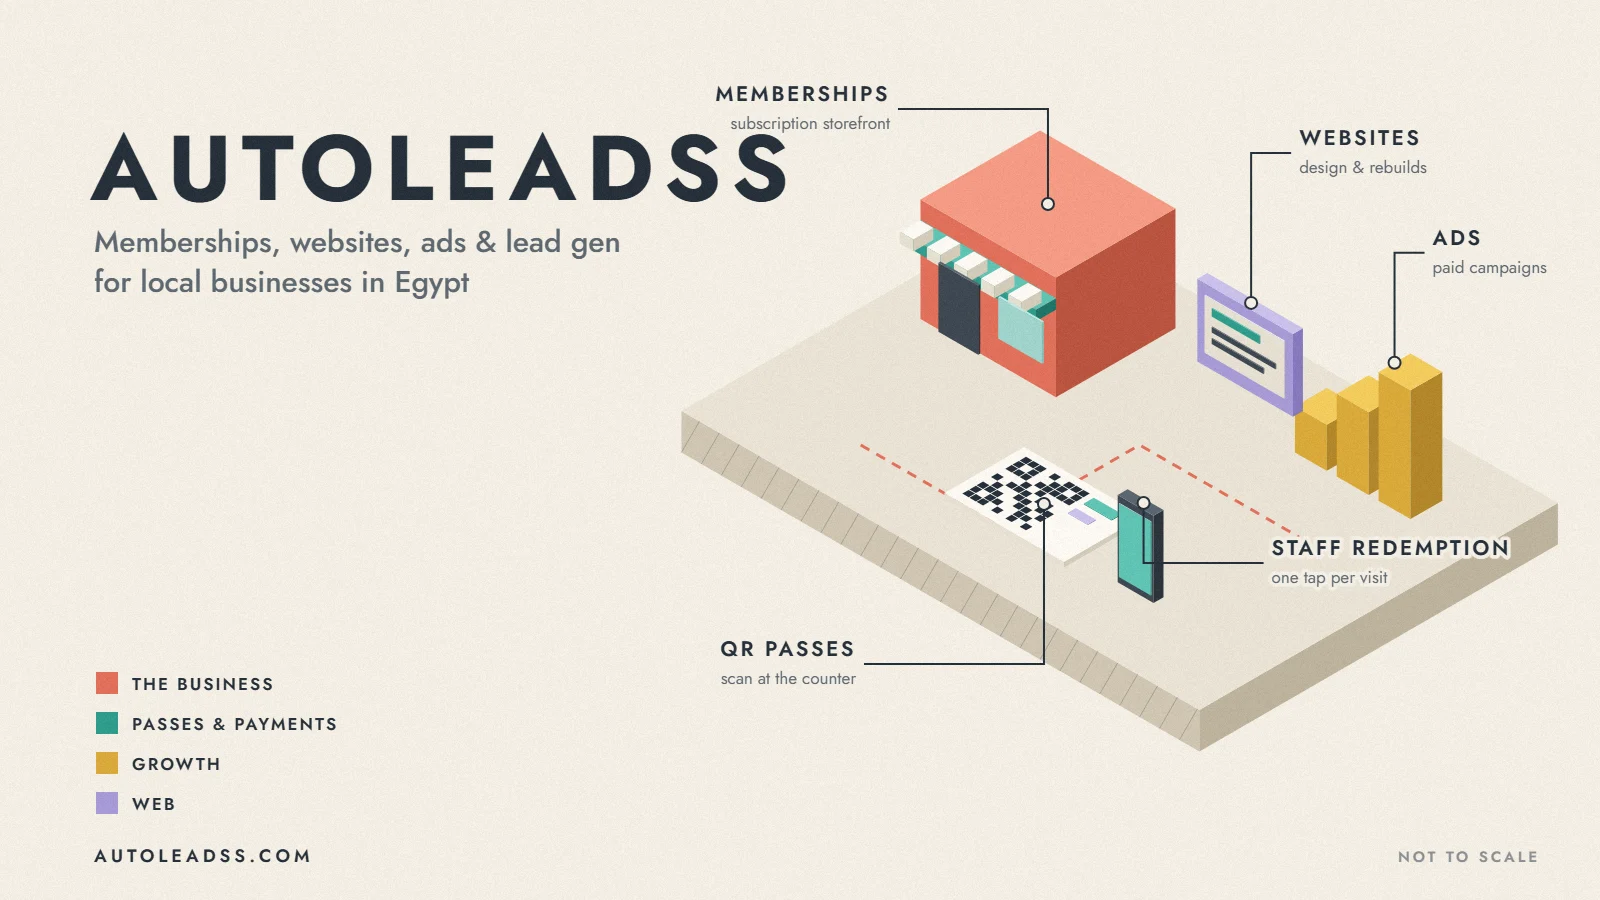 MEMBERSHIPS
subscription storefront
AUTOLEADSS
Memberships, websites, ads & lead gen
for local businesses in Egypt
WEBSITES
design & rebuilds
ADS
paid campaigns
STAFF REDEMPTION
one tap per visit
QR PASSES
scan at the counter
THE BUSINESS
PASSES & PAYMENTS
GROWTH
WEB
AUTOLEADSS.COM
NOT TO SCALE